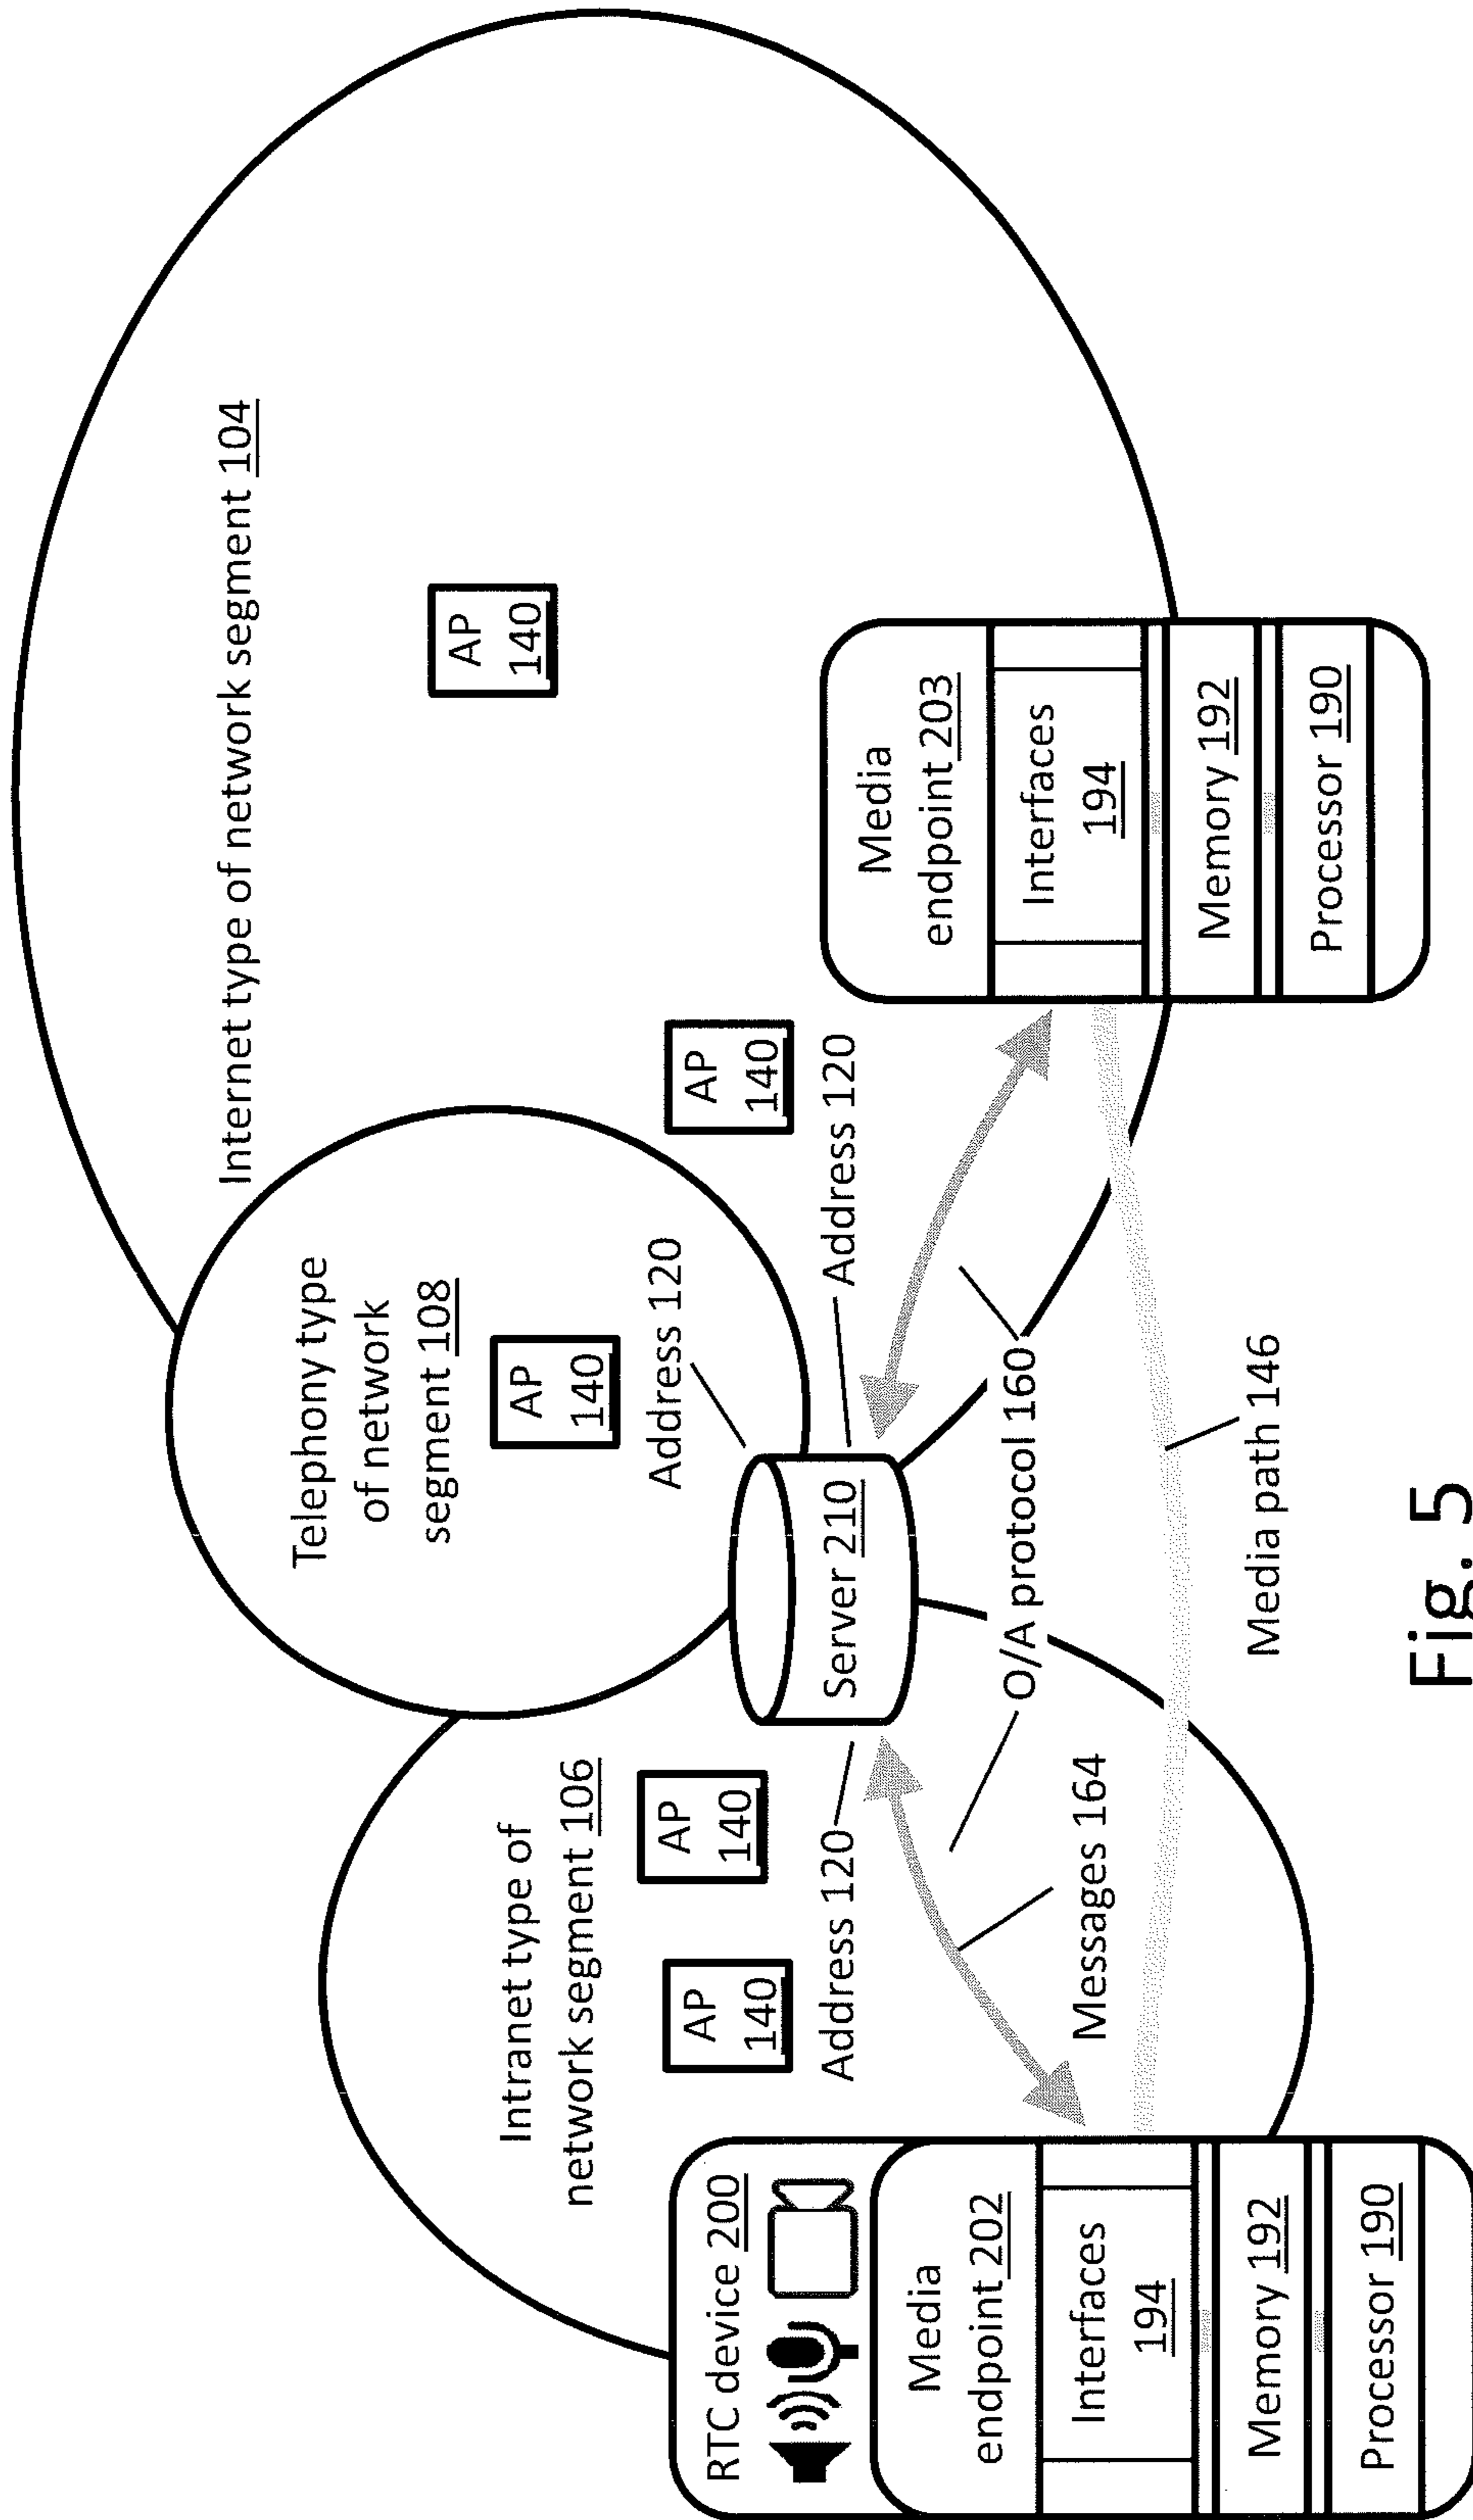 Internet type of network segment 104
Telephony type
of network
segment 108
Intranet type of
network segment 106
AP
140
AP
140
AP
140
AP
140
AP
140
Address 120
Address 120
Address 120
Server 210
RTC device 200
Media
endpoint 202
Interfaces
194
Memory 192
Processor 190
Media
endpoint 203
Interfaces
194
Memory 192
Processor 190
O/A protocol 160
Messages 164
Media path 146
Fig. 5